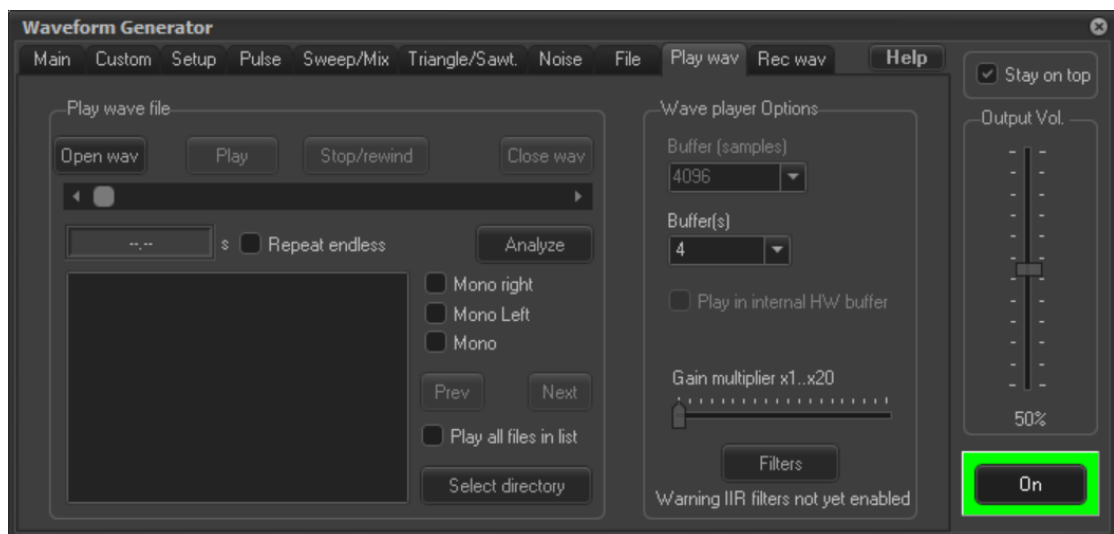 Waveform Generator
Main Custom Setup Pulse Sweep/Mix Triangle/Sawt. Noise File Play wav Rec wav Help
Stay on top
Play wave file
Open wav Play Stop/rewind Close wav
--.-- s Repeat endless Analyze
Mono right
Mono Left
Mono
Prev Next
Play all files in list
Select directory
Wave player Options
Buffer (samples)
4096
Buffer(s)
4
Play in internal HW buffer
Gain multiplier x1..x20
Filters
Warning IIR filters not yet enabled
Output Vol.
50%
On